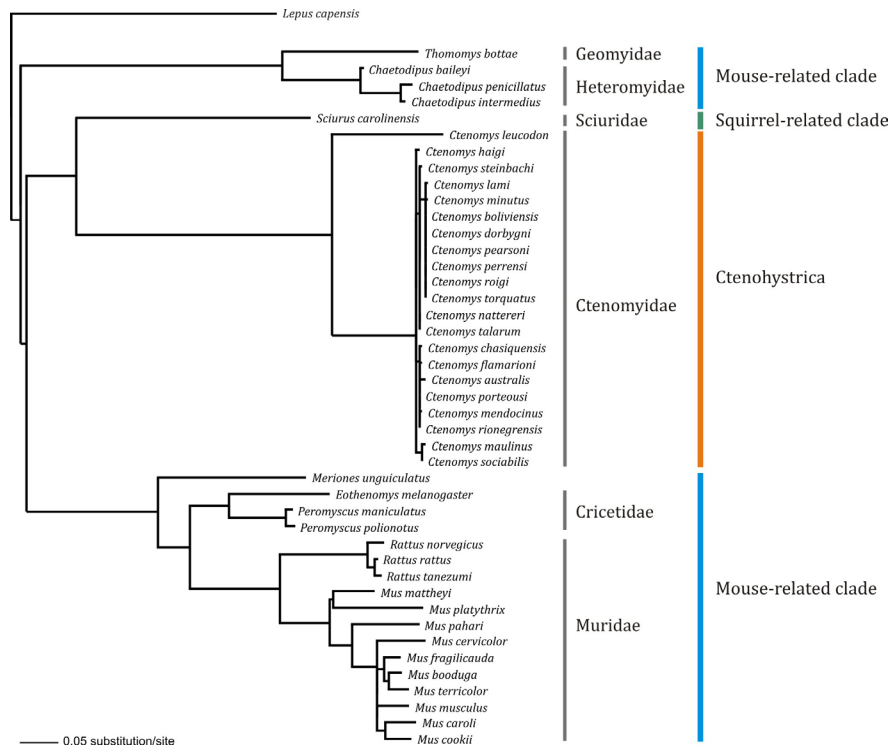 Lepus capensis
Thomomys bottae
Geomyidae
Chaetodipus baileyi
Mouse-related clade
Chaetodipus penicillatus
Heteromyidae
Chaetodipus intermedius
Sciurus carolinensis
Sciuridae
Squirrel-related clade
Ctenomys leucodon
Ctenomys haigi
Ctenomys steinbachi
Ctenomys lami
Ctenomys minutus
Ctenomys boliviensis
Ctenomys dorbygni
Ctenomys pearsoni
Ctenomys perrensi
Ctenomys roigi
Ctenohystrica
Ctenomys torquatus
Ctenomyidae
Ctenomys nattereri
Ctenomys talarum
Ctenomys chasiquensis
Ctenomys flamarioni
Ctenomys australis
Ctenomys porteousi
Ctenomys mendocinus
Ctenomys rionegrensis
Ctenomys maulinus
Ctenomys sociabilis
Meriones unguiculatus
Eothenomys melanogaster
Peromyscus maniculatus
Cricetidae
Peromyscus polionotus
Rattus norvegicus
Rattus rattus
Rattus tanezumi
Mus mattheyi
Mouse-related clade
Mus platythrix
Mus pahari
Muridae
Mus cervicolor
Mus fragilicauda
Mus booduga
Mus terricolor
Mus musculus
Mus caroli
Mus cookii
0.05 substitution/site